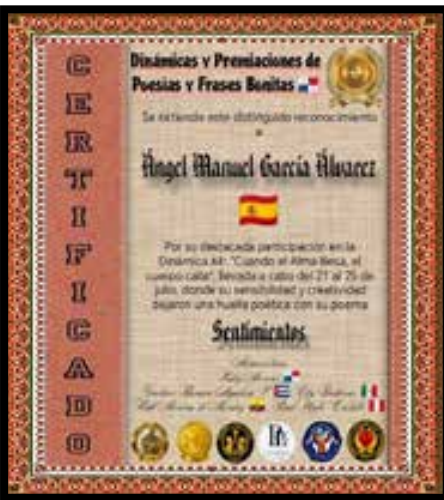 CERTIFICADO
Dinámicas y Premiaciones de
Poesías y Frases Bonitas
Se extiende este distinguido reconocimiento
a
Ángel Manuel García Álvarez
Por su destacada participación en la
Dinámica
"Cuando el Alma Besa, el
cuerpo calla", llevada a cabo del 21 al 25 de
julio, donde su sensibilidad y creatividad
dejaron una huella poética con su poema
Sentimientos